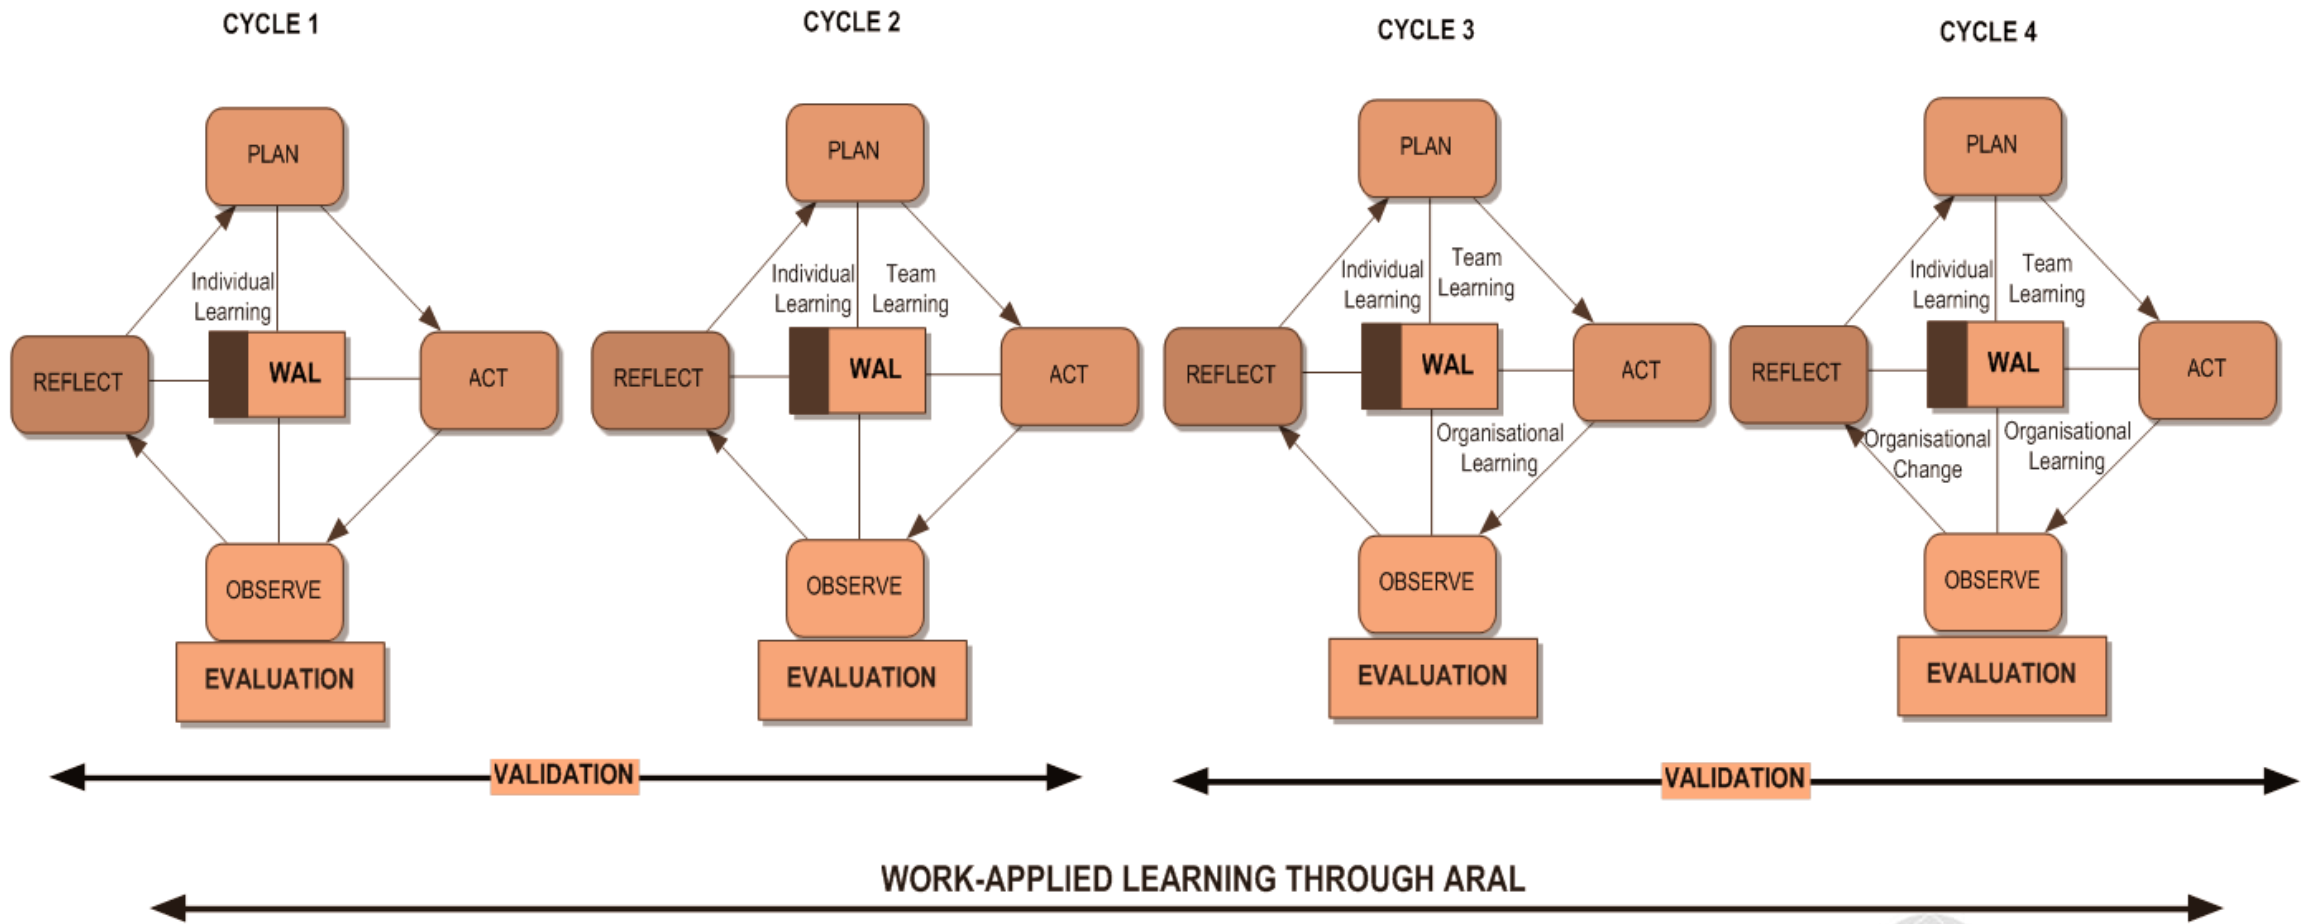 CYCLE 1
PLAN
Individual
Learning
REFLECT
WAL
ACT
OBSERVE
EVALUATION
CYCLE 2
PLAN
Individual
Learning
Team
Learning
REFLECT
WAL
ACT
OBSERVE
EVALUATION
VALIDATION
CYCLE 3
PLAN
Individual
Learning
Team
Learning
REFLECT
WAL
ACT
Organisational
Learning
OBSERVE
EVALUATION
CYCLE 4
PLAN
Individual
Learning
Team
Learning
REFLECT
WAL
ACT
Organisational
Change
Organisational
Learning
OBSERVE
EVALUATION
VALIDATION
WORK-APPLIED LEARNING THROUGH ARAL